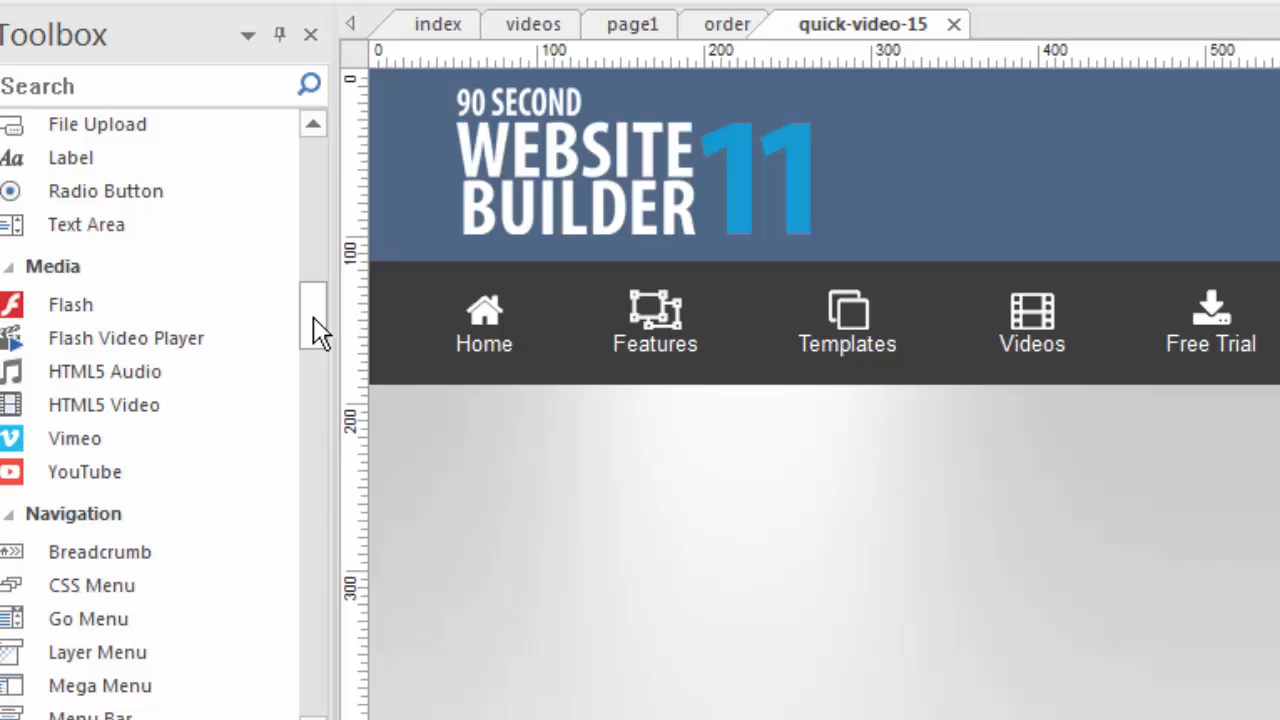 Toolbox
Search
File Upload
Aa Label
Radio Button
Text Area
Media
Flash
Flash Video Player
HTML5 Audio
HTML5 Video
Vimeo
YouTube
Navigation
Breadcrumb
CSS Menu
Go Menu
Layer Menu
Mega Menu
Menu Bar
index videos page1 order quick-video-15
0 100 200 300 400 500
0
100
200
300
90 SECOND
WEBSITE
BUILDER 11
Home Features Templates Videos Free Trial